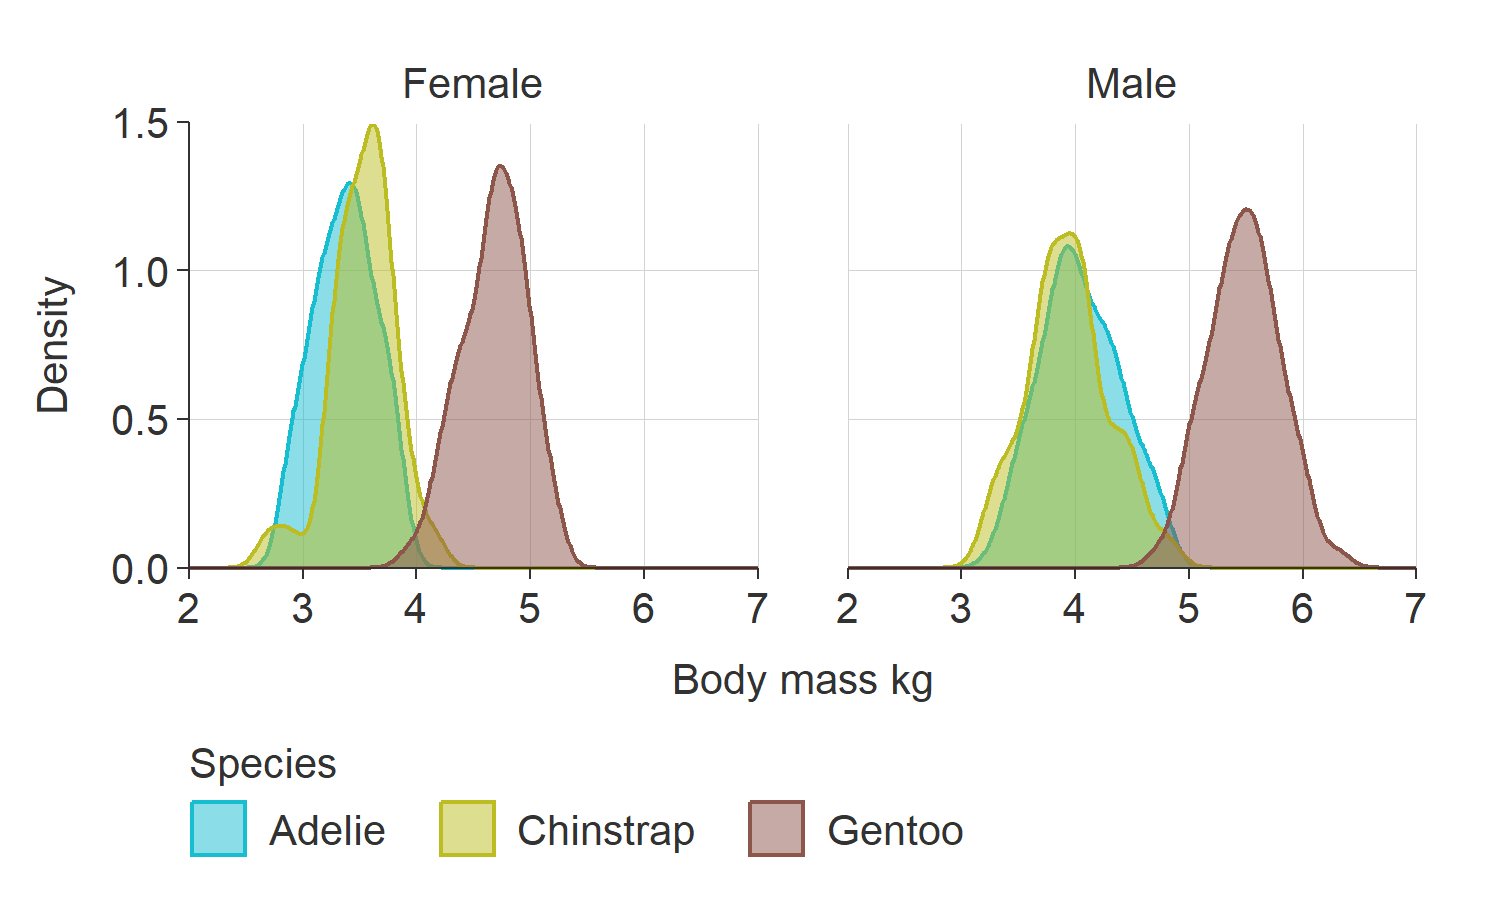 Female Male
1.5
1.0
0.5
0.0
Density
2 3 4 5 6 7 2 3 4 5 6 7
Body mass kg
Species
Adelie Chinstrap Gentoo